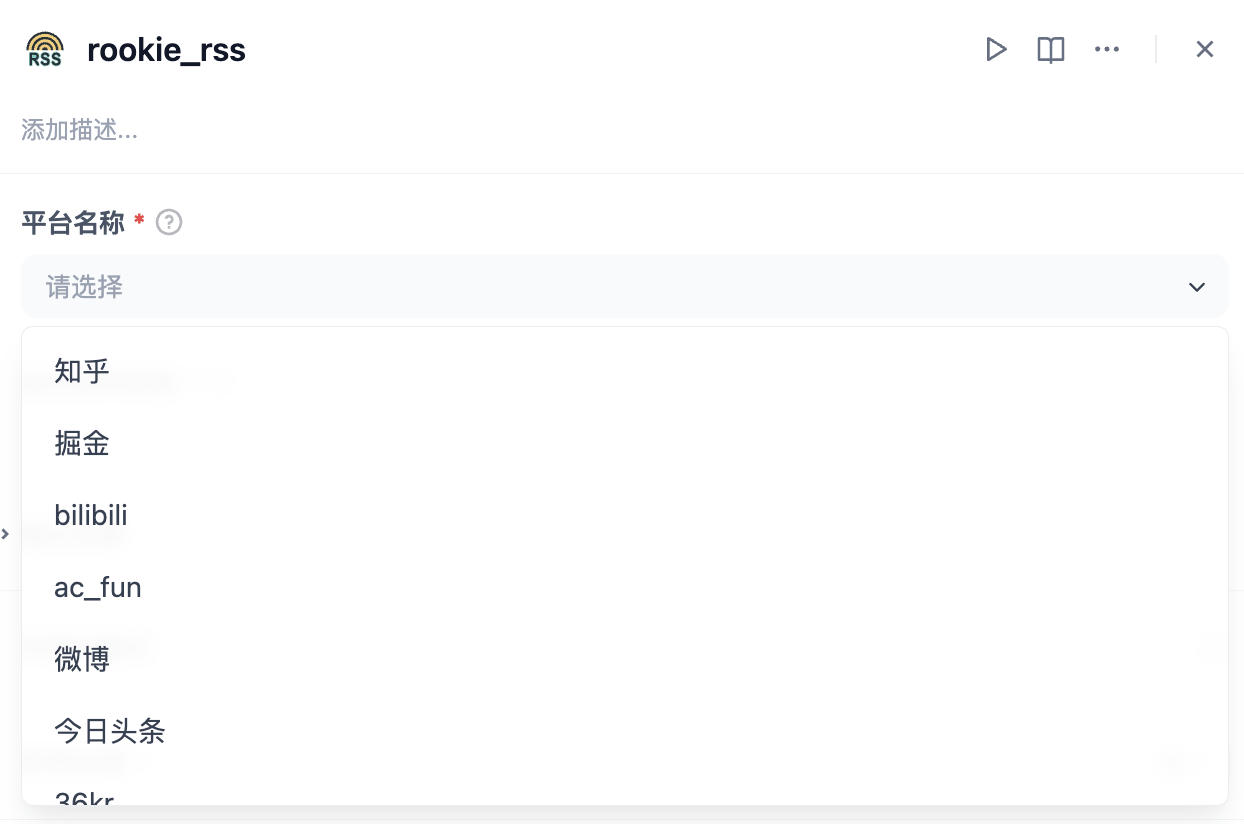 RSS
rookie_rss
添加描述...
平台名称 *
请选择
知乎
掘金
bilibili
ac_fun
微博
今日头条
36kr